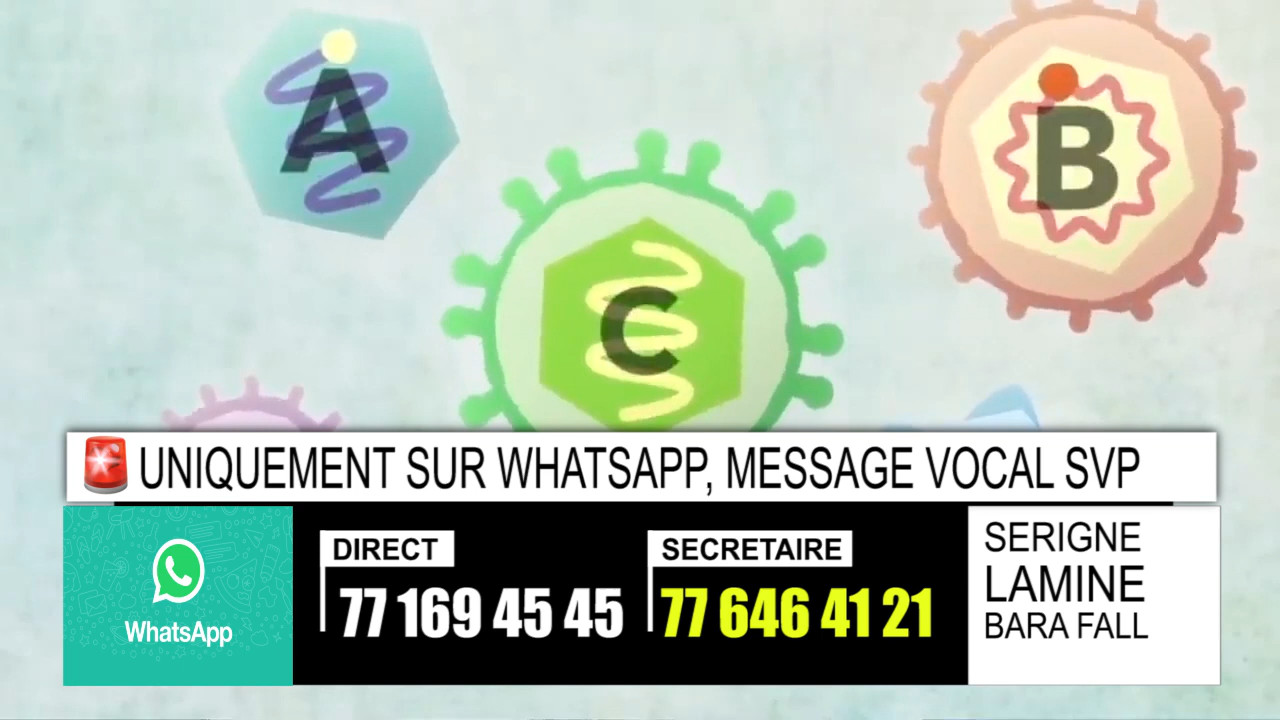 A
B
C
UNIQUEMENT SUR WHATSAPP, MESSAGE VOCAL SVP
WhatsApp
DIRECT
77 169 45 45
SECRETAIRE
77 646 41 21
SERIGNE
LAMINE
BARA FALL